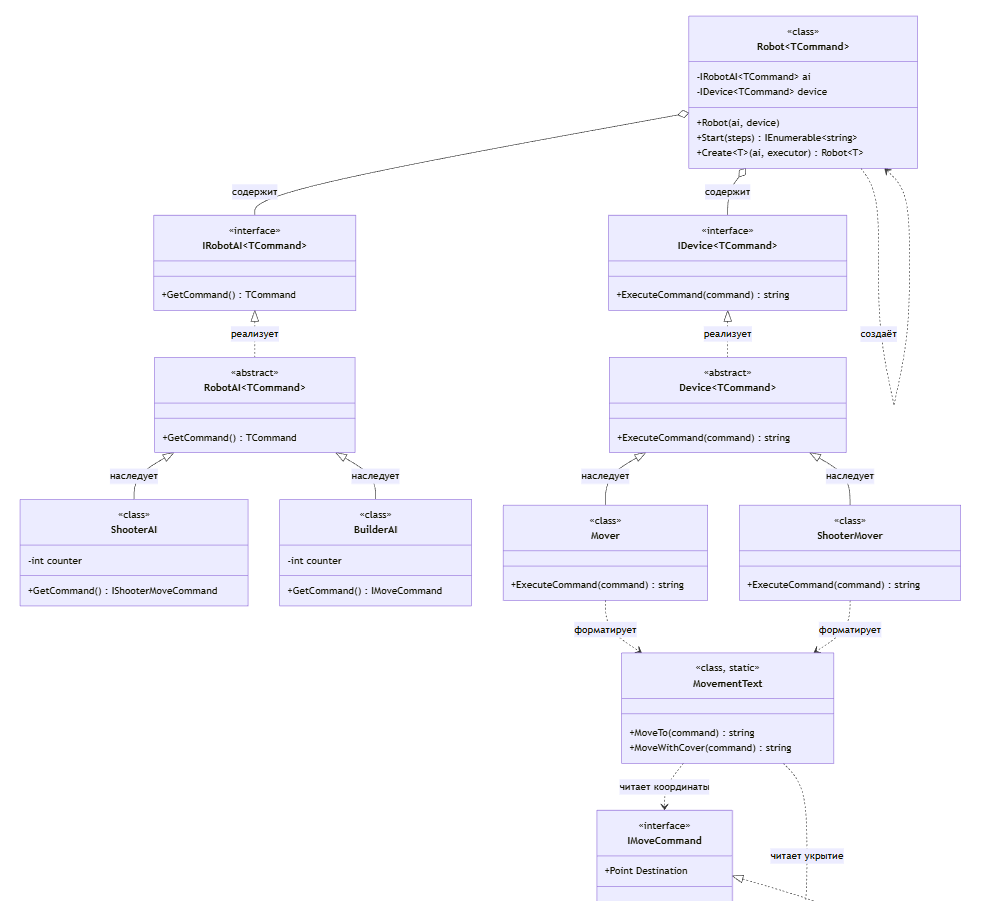 «class»
Robot<TCommand>
-IRobotAI<TCommand> ai
-IDevice<TCommand> device
+Robot(ai, device)
+Start(steps) : IEnumerable<string>
+Create<T>(ai, executor) : Robot<T>
содержит
содержит
«interface»
IRobotAI<TCommand>
+GetCommand() : TCommand
«interface»
IDevice<TCommand>
+ExecuteCommand(command) : string
реализует
реализует
создаёт
«abstract»
RobotAI<TCommand>
+GetCommand() : TCommand
«abstract»
Device<TCommand>
+ExecuteCommand(command) : string
наследует
наследует
наследует
наследует
«class»
ShooterAI
-int counter
+GetCommand() : IShooterMoveCommand
«class»
BuilderAI
-int counter
+GetCommand() : IMoveCommand
«class»
Mover
+ExecuteCommand(command) : string
«class»
ShooterMover
+ExecuteCommand(command) : string
форматирует
форматирует
«class, static»
MovementText
+MoveTo(command) : string
+MoveWithCover(command) : string
читает координаты
читает укрытие
«interface»
IMoveCommand
+Point Destination